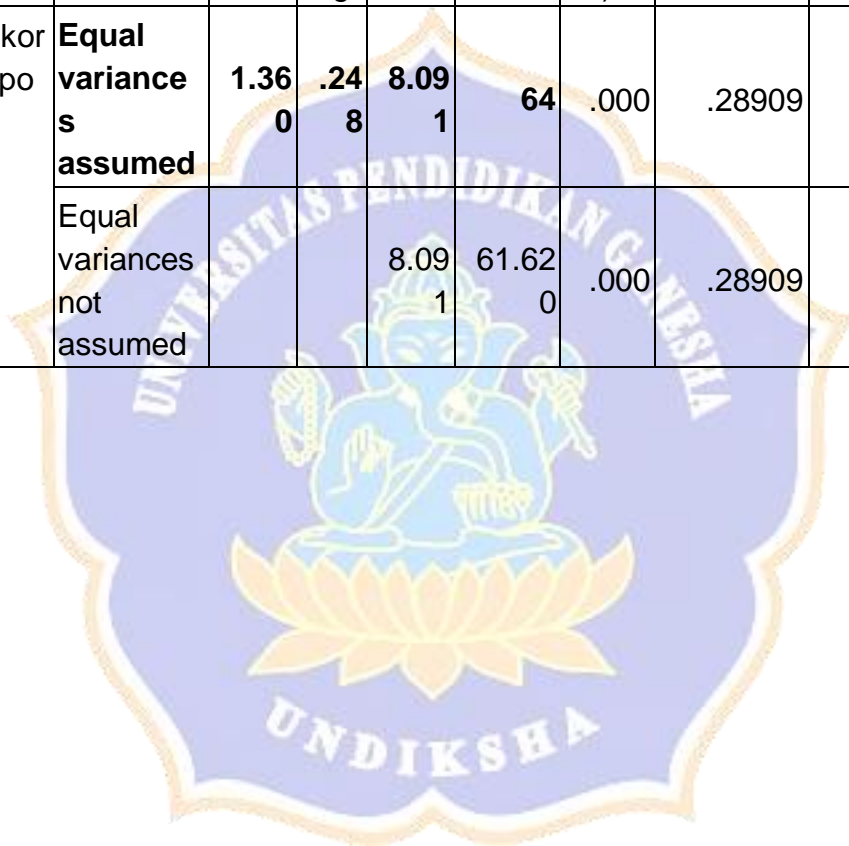 kor Equal
po variance 1.36 .24 8.09 64 .000 .28909
s 0 8 1
assumed
Equal
variances 8.09 61.62 .000 .28909
not 1 0
assumed
UNIVERSITAS PENDIDIKAN GANESHA
UNDIKSHA